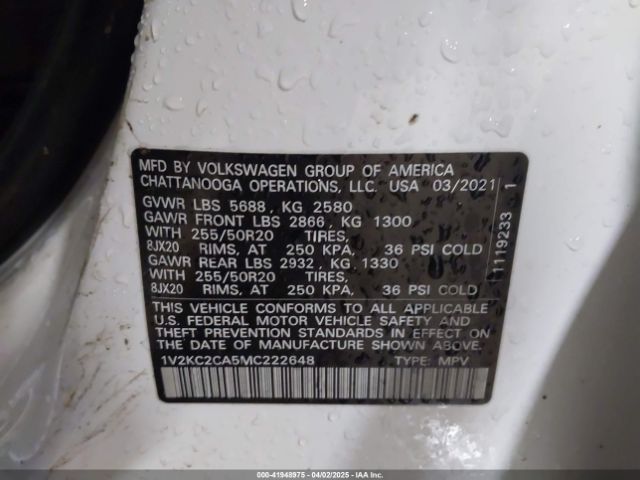 MFD BY VOLKSWAGEN GROUP OF AMERICA
CHATTANOOGA OPERATIONS, LLC. USA 03/2021
GVWR LBS 5688, KG 2580
GAWR FRONT LBS 2866, KG 1300
WITH 255/50R20 TIRES,
8JX20 RIMS, AT 250 KPA, 36 PSI COLD
GAWR REAR LBS 2932, KG 1330
WITH 255/50R20 TIRES,
8JX20 RIMS, AT 250 KPA, 36 PSI COLD
THIS VEHICLE CONFORMS TO ALL APPLICABLE
U.S. FEDERAL MOTOR VEHICLE SAFETY AND
THEFT PREVENTION STANDARDS IN EFFECT ON
THE DATE OF MANUFACTURE SHOWN ABOVE.
1V2KC2CA5MC222648 TYPE: MPV
1119233 1
000-41948975 - 04/02/2025 - IAAI.COM